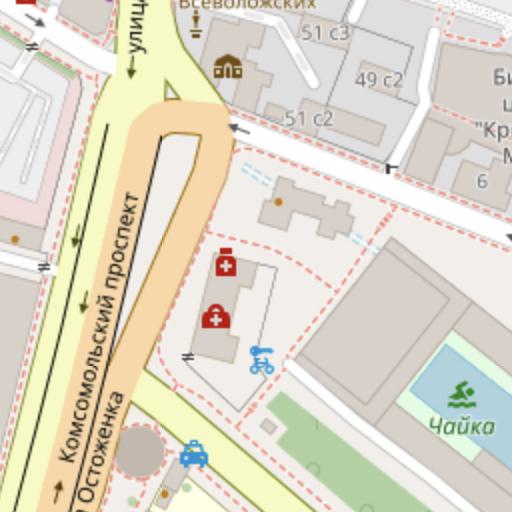 Всеволожских
улица
51 с3
49 с2
51 с2
6
Комсомольский проспект
Остоженка
Чайка